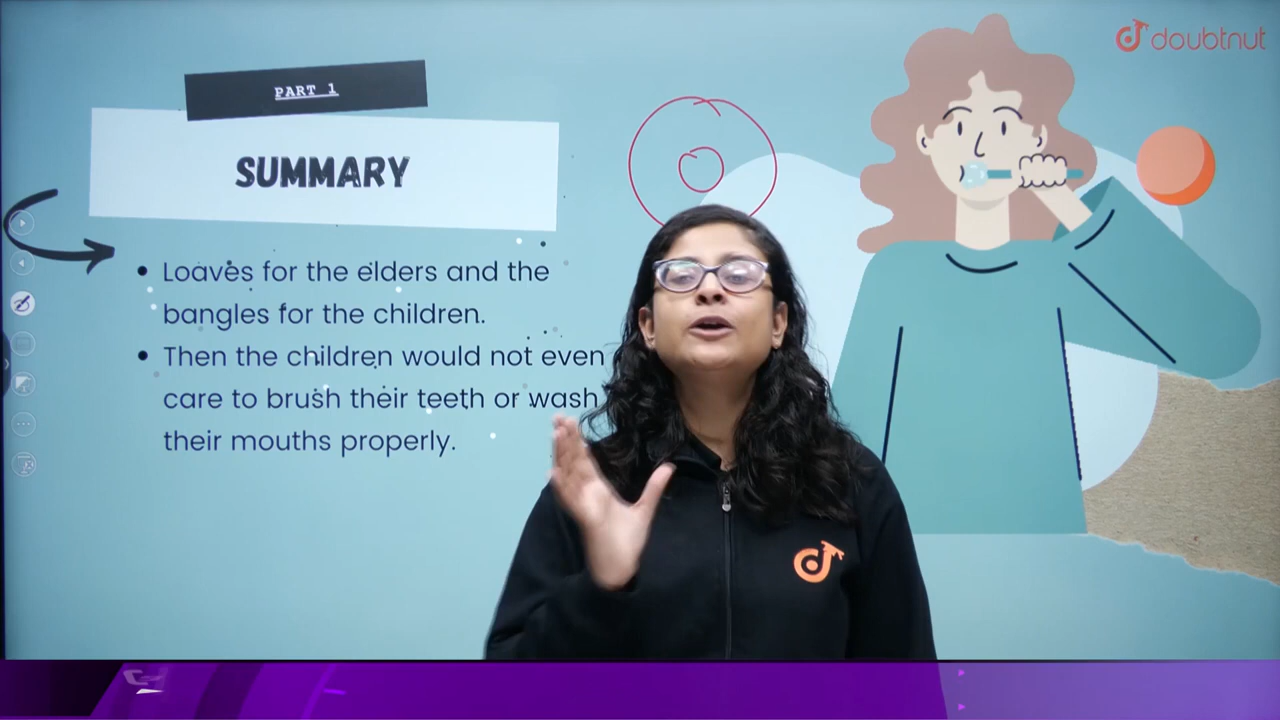 doubtnut
PART 1
SUMMARY
Loaves for the elders and the
bangles for the children.
Then the children would not even
care to brush their teeth or wash
their mouths properly.